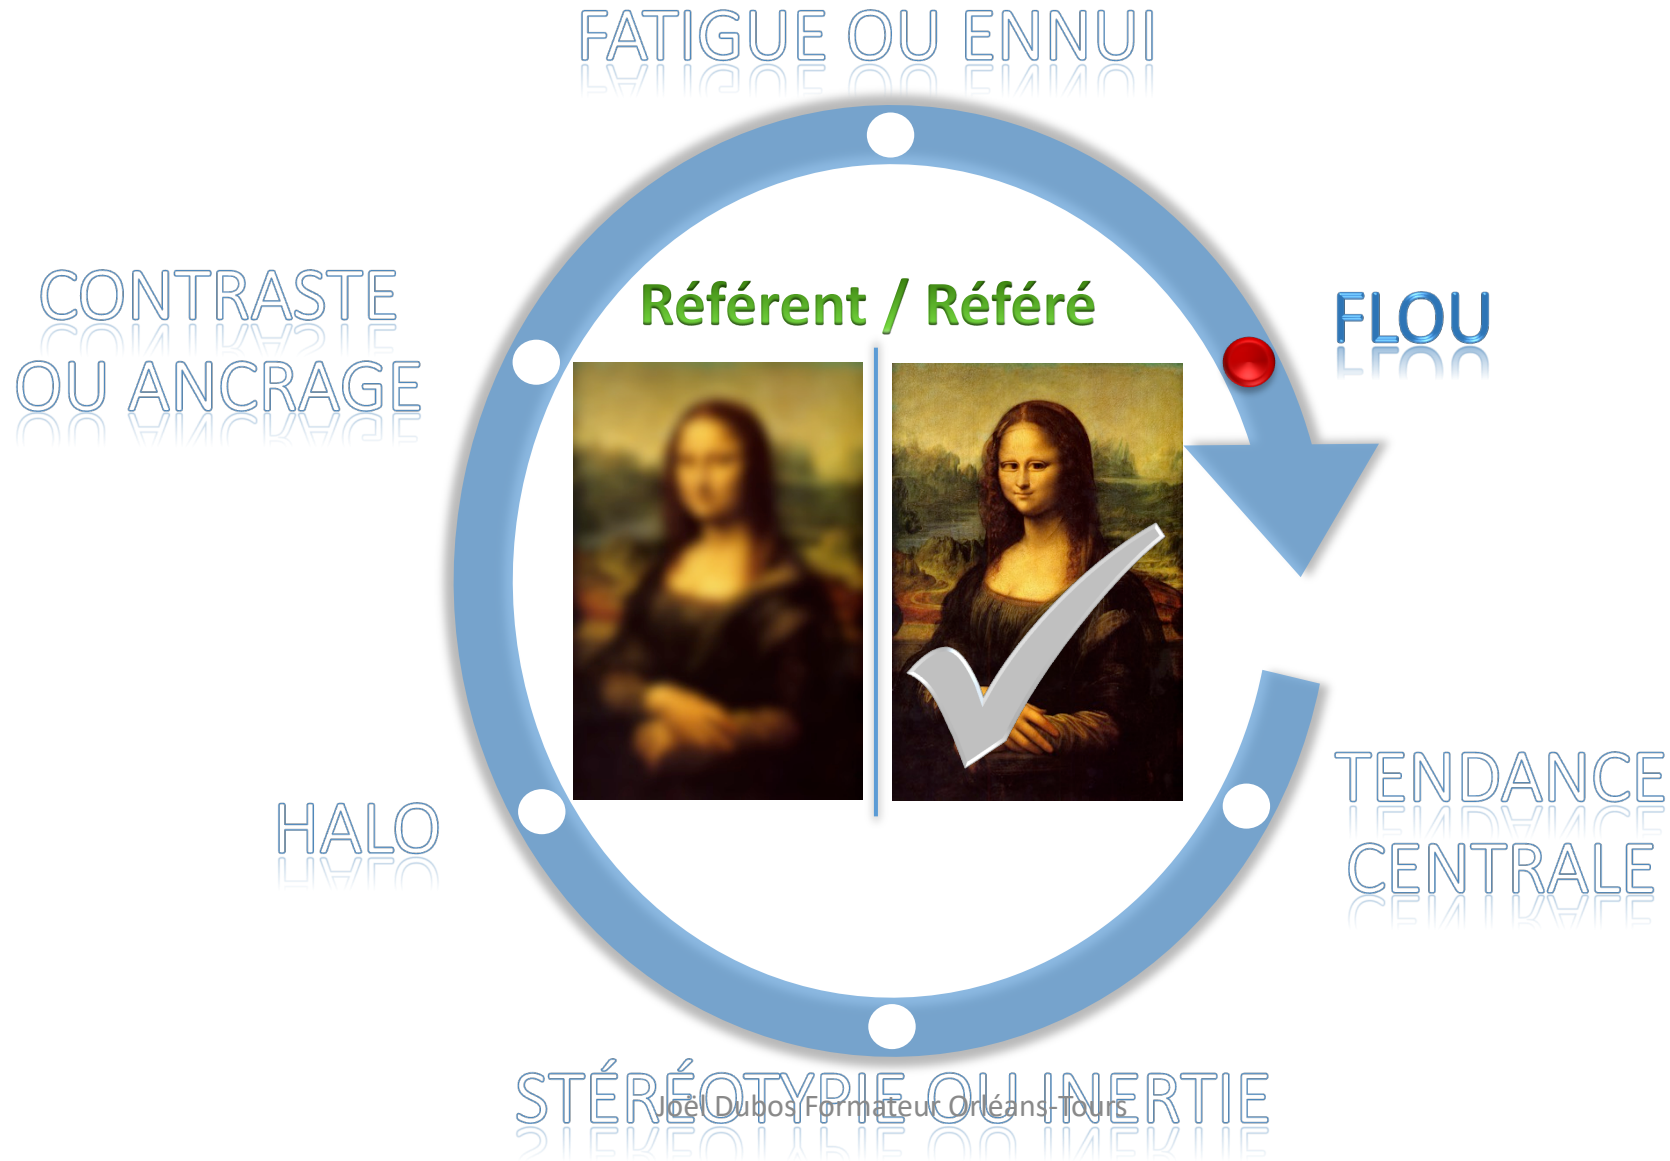 FATIGUE OU ENNUI
CONTRASTE
OU ANCRAGE
Référent / Référé
FLOU
HALO
TENDANCE
CENTRALE
STÉRÉOTYPIE OU INERTIE
Joël Dubos Formateur Orléans-Tours